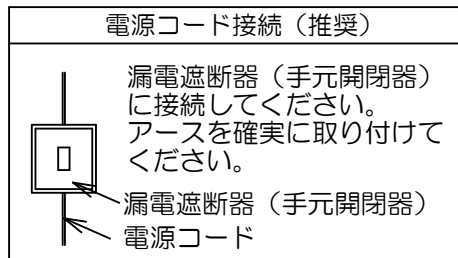 電源コード接続（推奨）
漏電遮断器（手元開閉器）
に接続してください。
アースを確実に取り付けて
ください。
漏電遮断器（手元開閉器）
電源コード